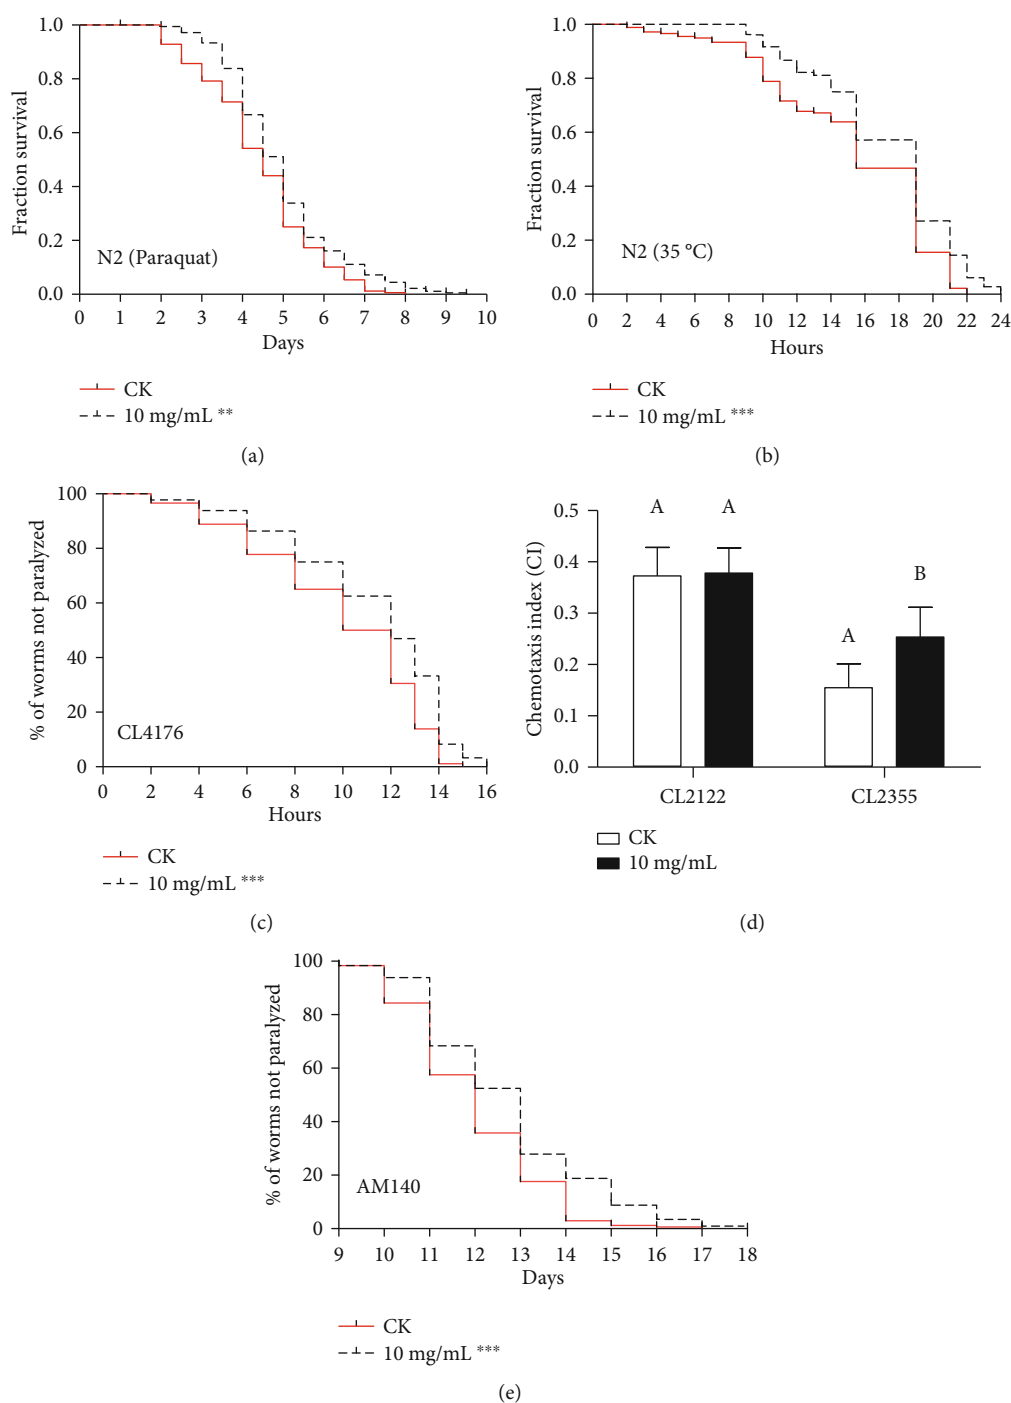 1.0
0.8
0.6
0.4
0.2
0.0
Fraction survival
N2 (Paraquat)
0 1 2 3 4 5 6 7 8 9 10
Days
CK
10 mg/mL **
(a)
1.0
0.8
0.6
0.4
0.2
0.0
Fraction survival
N2 (35 °C)
0 2 4 6 8 10 12 14 16 18 20 22 24
Hours
CK
10 mg/mL ***
(b)
100
80
60
40
20
0
% of worms not paralyzed
CL4176
0 2 4 6 8 10 12 14 16
Hours
CK
10 mg/mL ***
(c)
0.5
0.4
0.3
0.2
0.1
0.0
Chemotaxis index (CI)
A A A B
CL2122 CL2355
CK
10 mg/mL
(d)
100
80
60
40
20
0
% of worms not paralyzed
AM140
9 10 11 12 13 14 15 16 17 18
Days
CK
10 mg/mL ***
(e)